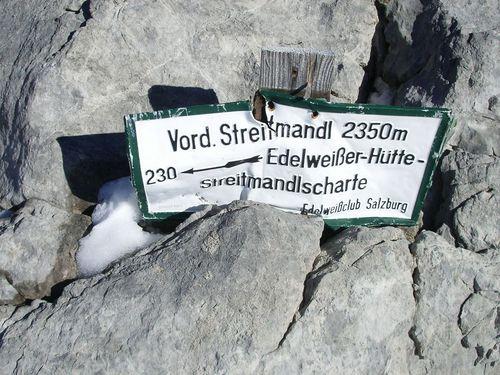 Vord. Streitmandl 2350m
230 Edelweißer-Hütte-
streitmandlscharte
Edelweißclub Salzburg